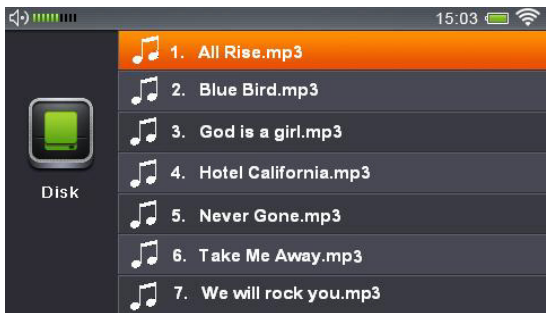 15:03
1. All Rise.mp3
2. Blue Bird.mp3
3. God is a girl.mp3
4. Hotel California.mp3
Disk
5. Never Gone.mp3
6. Take Me Away.mp3
7. We will rock you.mp3